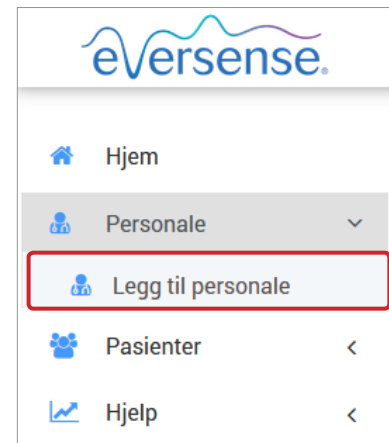 eversense®
Hjem
Personale
Legg til personale
Pasienter
Hjelp